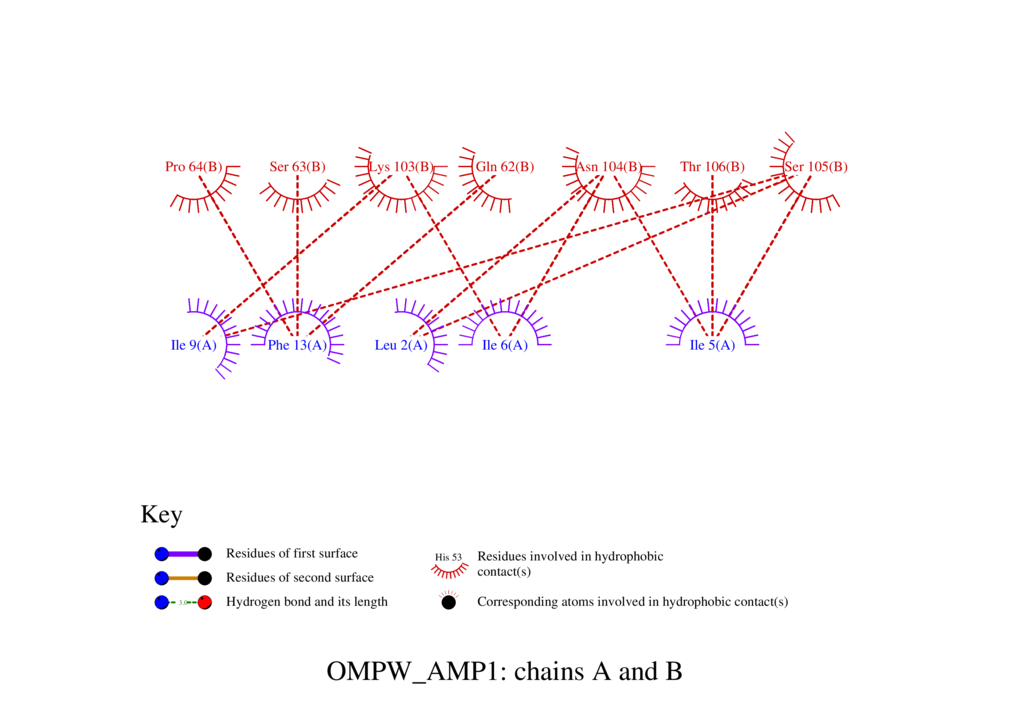 Pro 64(B) Ser 63(B) Lys 103(B) Gln 62(B) Asn 104(B) Thr 106(B) Ser 105(B)
Ile 9(A) Phe 13(A) Leu 2(A) Ile 6(A) Ile 5(A)
Key
Residues of first surface
Residues of second surface
3.0 Hydrogen bond and its length
His 53 Residues involved in hydrophobic
contact(s)
Corresponding atoms involved in hydrophobic contact(s)
OMPW_AMP1: chains A and B